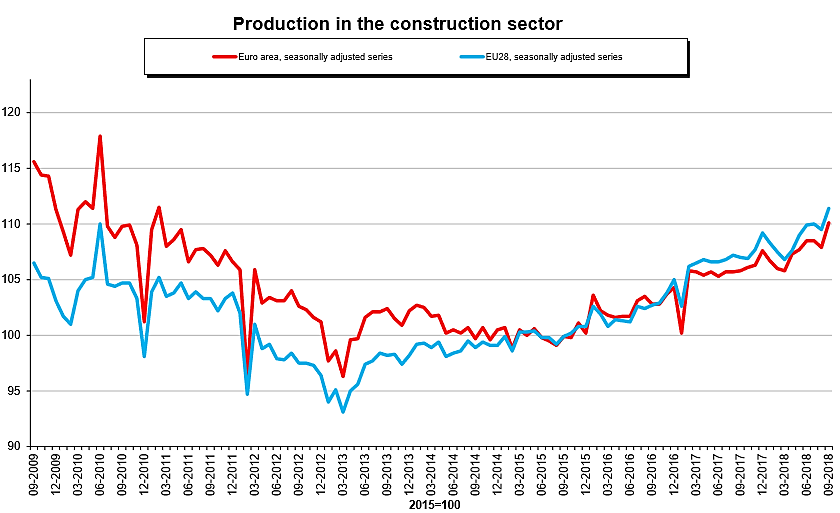 Production in the construction sector
Euro area, seasonally adjusted series EU28, seasonally adjusted series
120
115
110
105
100
95
90
09-2009 12-2009 03-2010 06-2010 09-2010 12-2010 03-2011 06-2011 09-2011 12-2011 03-2012 06-2012 09-2012 12-2012 03-2013 06-2013 09-2013 12-2013 03-2014 06-2014 09-2014 12-2014 03-2015 06-2015 09-2015 12-2015 03-2016 06-2016 09-2016 12-2016 03-2017 06-2017 09-2017 12-2017 03-2018 06-2018 09-2018
2015=100